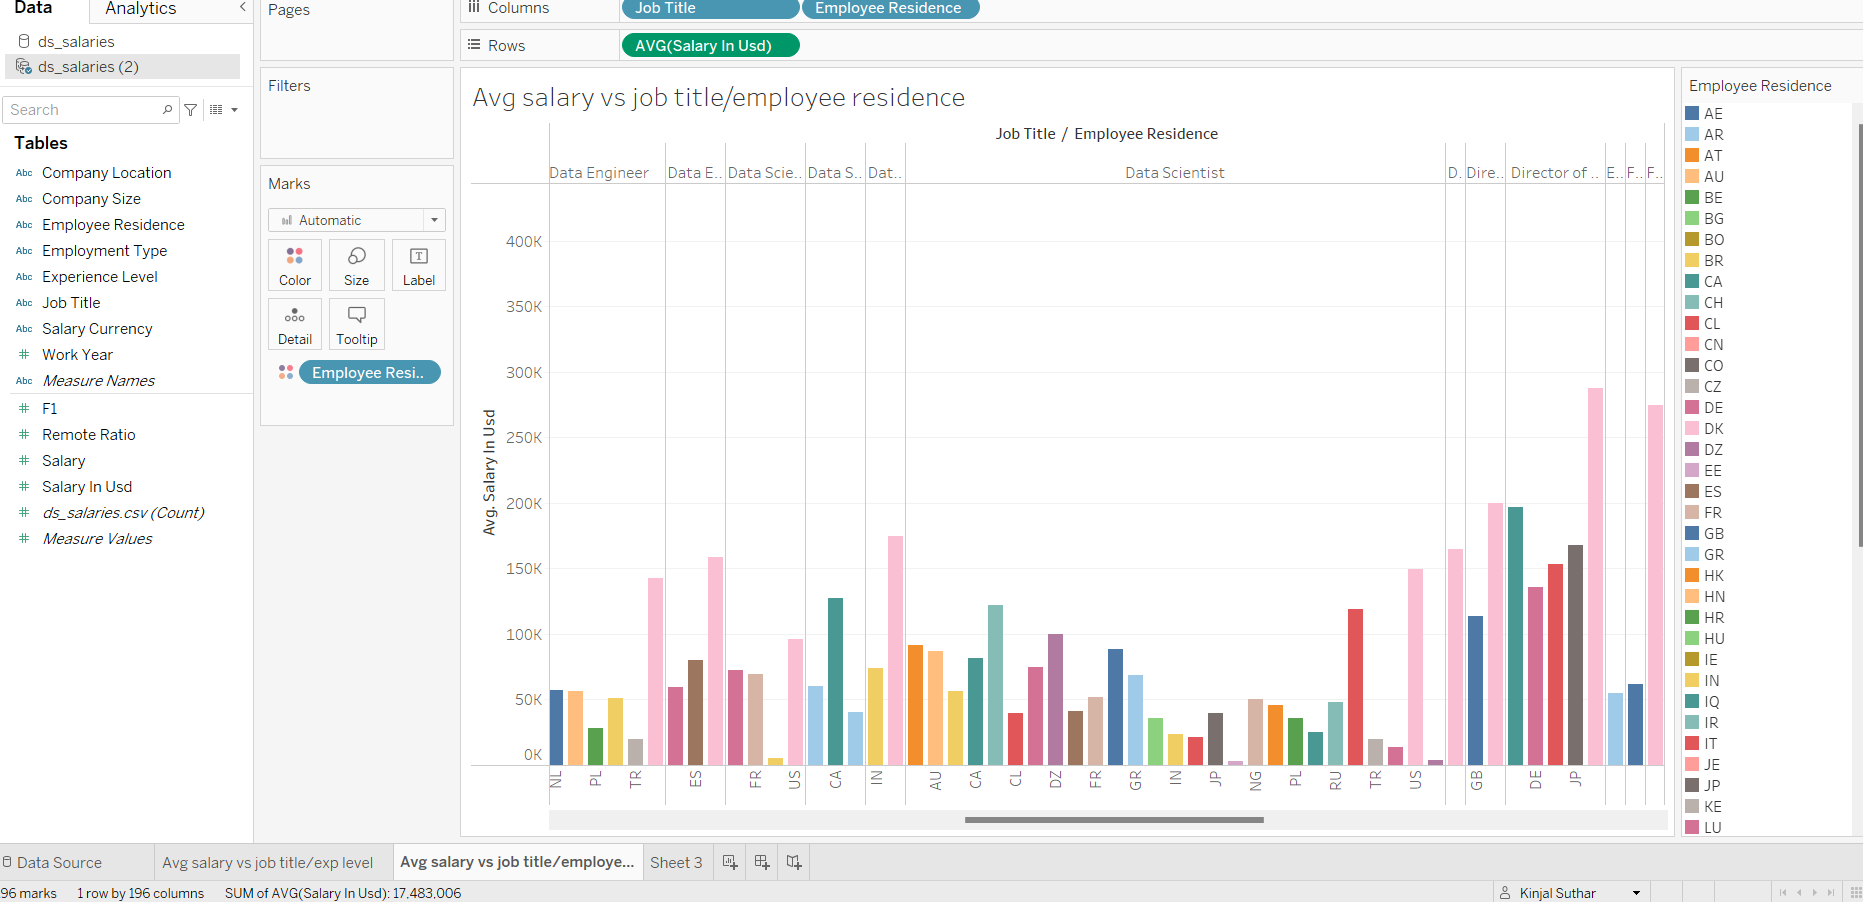 Data
Analytics
Pages
Columns
Job Title
Employee Residence
Rows
AVG(Salary In Usd)
ds_salaries
ds_salaries (2)
Search
Tables
Abc Company Location
Abc Company Size
Abc Employee Residence
Abc Employment Type
Abc Experience Level
Abc Job Title
Abc Salary Currency
# Work Year
Abc Measure Names
# F1
# Remote Ratio
# Salary
# Salary In Usd
# ds_salaries.csv (Count)
# Measure Values
Filters
Marks
Automatic
Color
Size
T
Label
Detail
Tooltip
Employee Resi..
Avg salary vs job title/employee residence
Job Title / Employee Residence
Data Engineer
Data E..
Data Scie..
Data S..
Dat..
Data Scientist
D.
Dire..
Director of ..
E..
F..
F..
Avg. Salary In Usd
400K
350K
300K
250K
200K
150K
100K
50K
0K
NL
PL
TR
ES
FR
US
CA
IN
AU
CA
CL
DZ
FR
GR
IN
JP
NG
PL
RU
TR
US
GB
DE
JP
Employee Residence
AE
AR
AT
AU
BE
BG
BO
BR
CA
CH
CL
CN
CO
CZ
DE
DK
DZ
EE
ES
FR
GB
GR
HK
HN
HR
HU
IE
IN
IQ
IR
IT
JE
JP
KE
LU
Data Source
Avg salary vs job title/exp level
Avg salary vs job title/employe...
Sheet 3
96 marks
1 row by 196 columns
SUM of AVG(Salary In Usd): 17,483,006
Kinjal Suthar